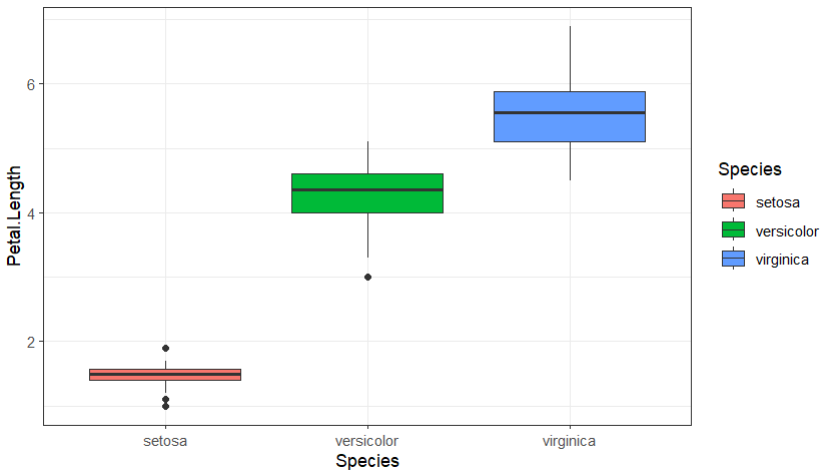 Petal.Length
6
4
2
setosa
versicolor
virginica
Species
Species
setosa
versicolor
virginica